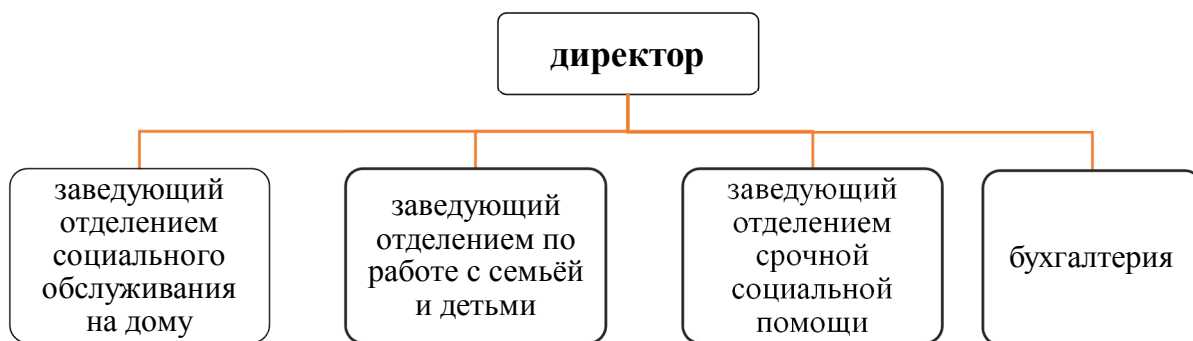 директор
заведующий
отделением
социального
обслуживания
на дому
заведующий
отделением по
работе с семьёй
и детьми
заведующий
отделением
срочной
социальной
помощи
бухгалтерия